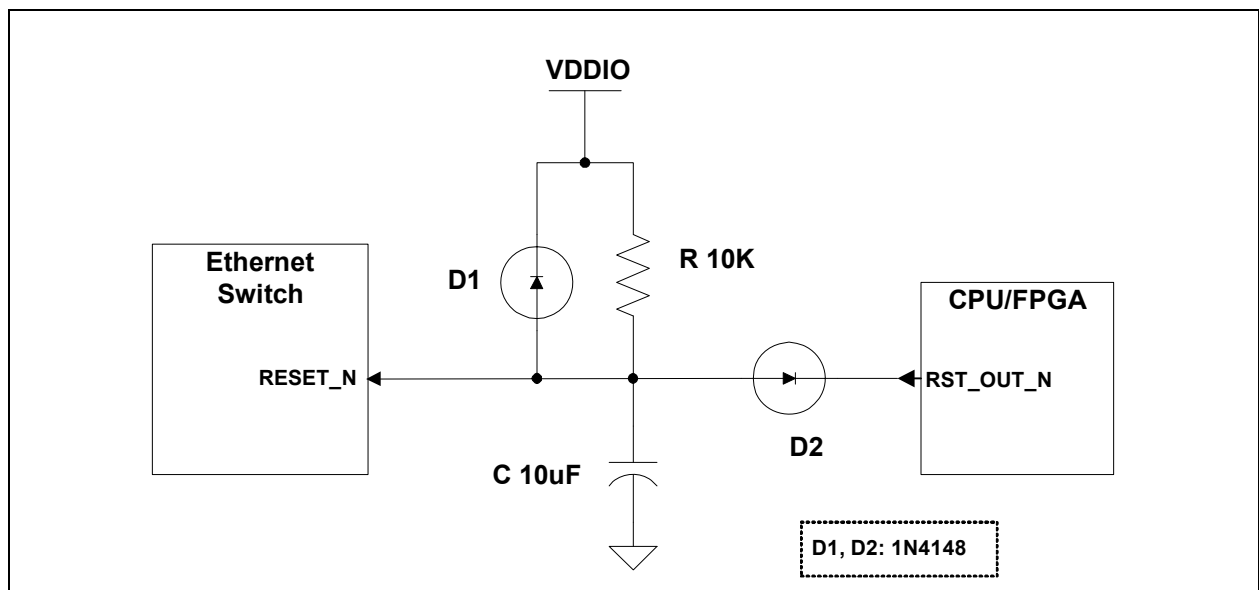 VDDIO
Ethernet
Switch
D1
R 10K
CPU/FPGA
RESET_N
RST_OUT_N
D2
C 10uF
D1, D2: 1N4148